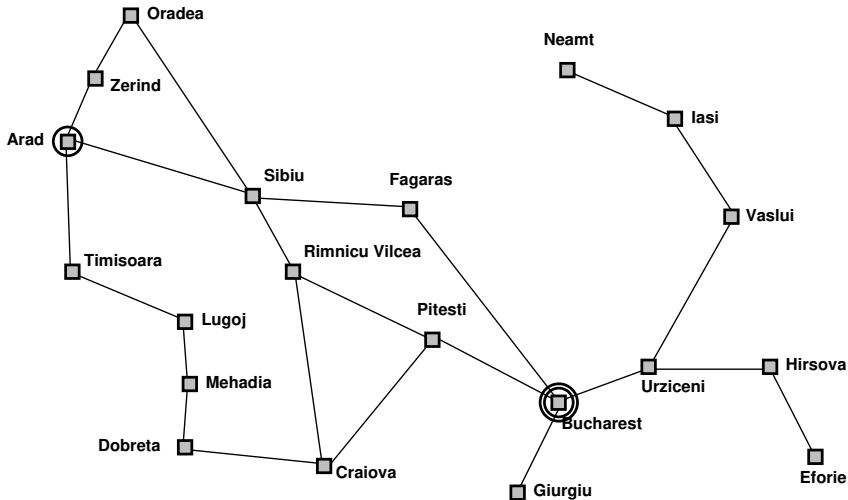 Oradea
Neamt
Zerind
Iasi
Arad
Sibiu
Fagaras
Vaslui
Rimnicu Vilcea
Timisoara
Pitesti
Lugoj
Hirsova
Mehadia
Urziceni
Bucharest
Dobreta
Craiova
Eforie
Giurgiu